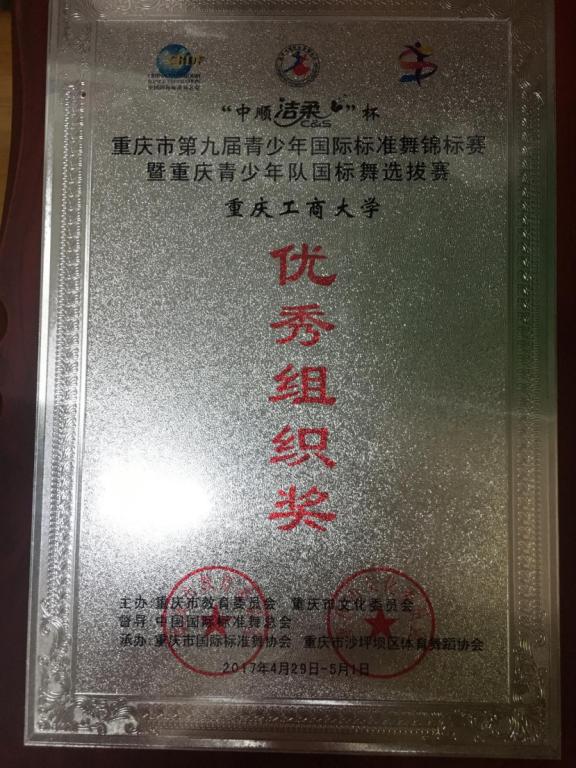 “中顺洁柔C&S”杯
重庆市第九届青少年国际标准舞锦标赛
暨重庆青少年队国标舞选拔赛
重庆工商大学
优秀组织奖
主办:重庆市教育委员会 重庆市文化委员会
督导:中国国际标准舞总会
承办:重庆市国际标准舞协会 重庆市沙坪坝区体育舞蹈协会
2017年4月29日-5月1日